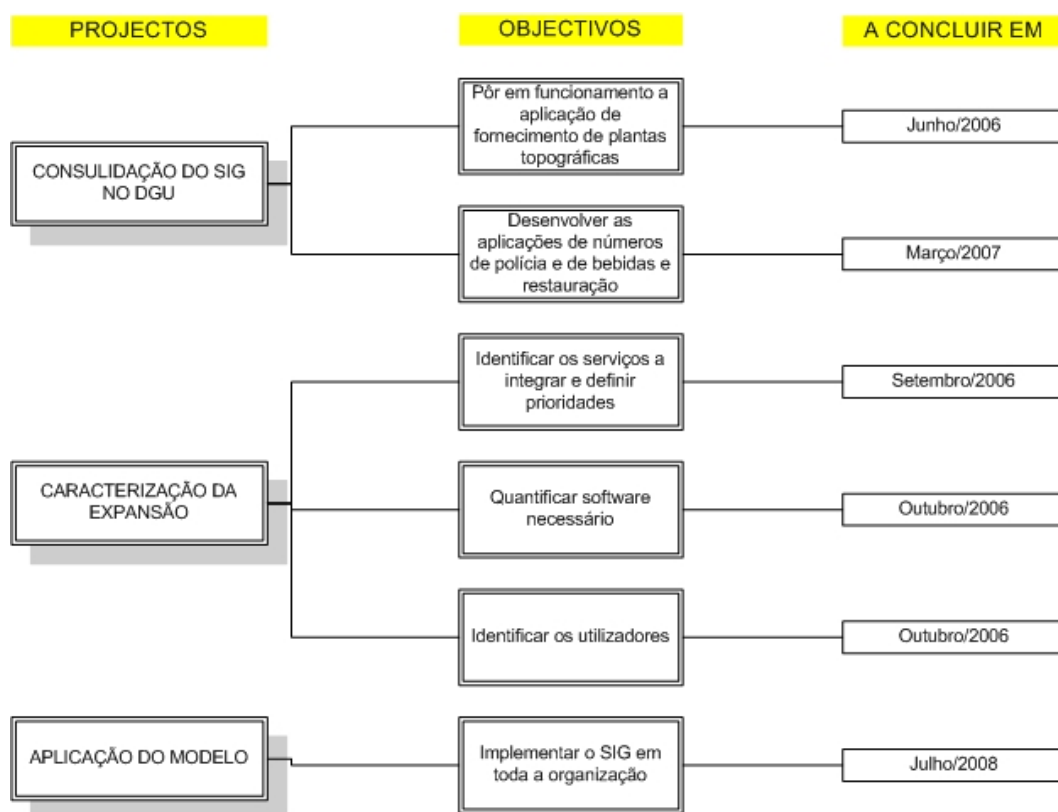 PROJECTOS
OBJECTIVOS
A CONCLUIR EM
CONSULIDAÇÃO DO SIG
NO DGU
Pôr em funcionamento a
aplicação de
fornecimento de plantas
topográficas
Junho/2006
Desenvolver as
aplicações de números
de polícia e de bebidas e
restauração
Março/2007
CARACTERIZAÇÃO DA
EXPANSÃO
Identificar os serviços a
integrar e definir
prioridades
Setembro/2006
Quantificar software
necessário
Outubro/2006
Identificar os utilizadores
Outubro/2006
APLICAÇÃO DO MODELO
Implementar o SIG em
toda a organização
Julho/2008